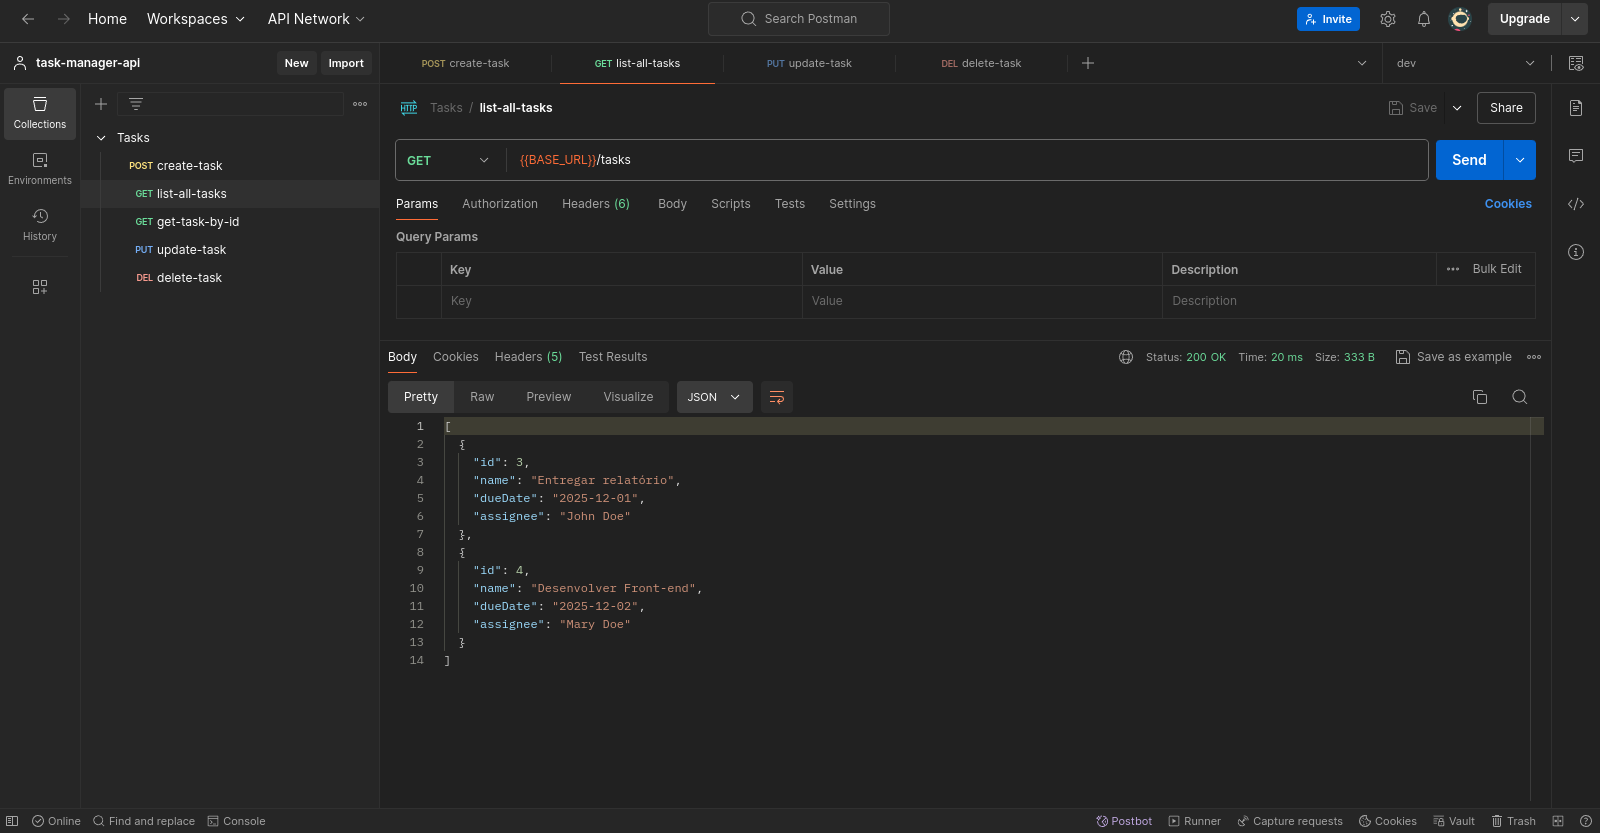 Home Workspaces API Network Search Postman Invite Upgrade
task-manager-api New Import POST create-task GET list-all-tasks PUT update-task DEL delete-task dev
Collections
Environments
History
Tasks
POST create-task
GET list-all-tasks
GET get-task-by-id
PUT update-task
DEL delete-task
HTTP Tasks / list-all-tasks Save Share
GET {{BASE_URL}}/tasks Send
Params Authorization Headers (6) Body Scripts Tests Settings Cookies
Query Params
Key Value Description Bulk Edit
Key Value Description
Body Cookies Headers (5) Test Results Status: 200 OK Time: 20 ms Size: 333 B Save as example
Pretty Raw Preview Visualize JSON
1 [
2 {
3 "id": 3,
4 "name": "Entregar relatório",
5 "dueDate": "2025-12-01",
6 "assignee": "John Doe"
7 },
8 {
9 "id": 4,
10 "name": "Desenvolver Front-end",
11 "dueDate": "2025-12-02",
12 "assignee": "Mary Doe"
13 }
14 ]
Online Find and replace Console Postbot Runner Capture requests Cookies Vault Trash